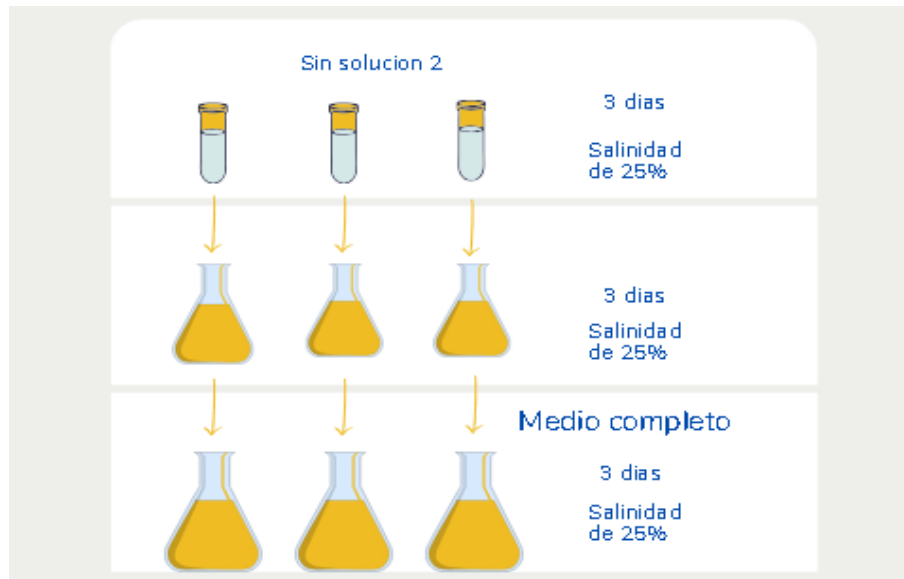 Sin solucion 2
3 dias
Salinidad
de 25%
3 dias
Salinidad
de 25%
Medio completo
3 dias
Salinidad
de 25%